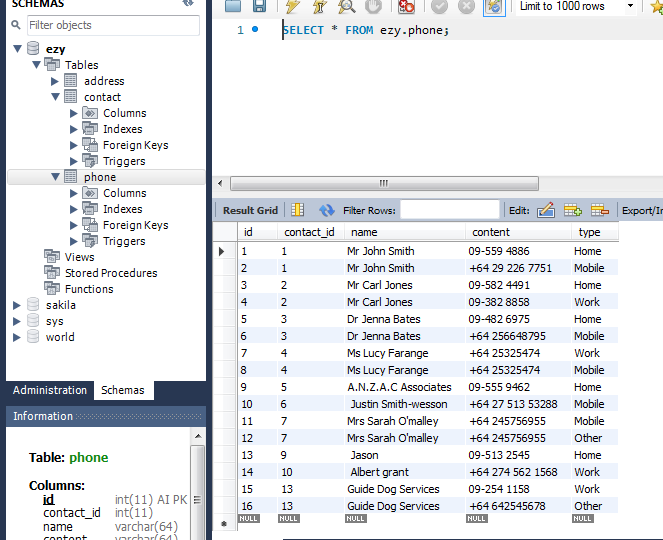 SCHEMAS
Filter objects
ezy
Tables
address
contact
Columns
Indexes
Foreign Keys
Triggers
phone
Columns
Indexes
Foreign Keys
Triggers
Views
Stored Procedures
Functions
sakila
sys
world
Administration Schemas
Information
Table: phone
Columns:
id int(11) AI PK
contact_id int(11)
name varchar(64)
content varchar(64)
Limit to 1000 rows
1 SELECT * FROM ezy.phone;
Result Grid Filter Rows: Edit: Export/In
id contact_id name content type
1 1 Mr John Smith 09-559 4886 Home
2 1 Mr John Smith +64 29 226 7751 Mobile
3 2 Mr Carl Jones 09-582 4491 Home
4 2 Mr Carl Jones 09-382 8858 Work
5 3 Dr Jenna Bates 09-482 6975 Home
6 3 Dr Jenna Bates +64 256648795 Mobile
7 4 Ms Lucy Farange +64 25325474 Work
8 4 Ms Lucy Farange +64 25325474 Mobile
9 5 A.N.Z.A.C Associates 09-555 9462 Home
10 6 Justin Smith-wesson +64 27 513 53288 Mobile
11 7 Mrs Sarah O'malley +64 245756955 Mobile
12 7 Mrs Sarah O'malley +64 245756955 Other
13 9 Jason 09-513 2545 Home
14 10 Albert grant +64 274 562 1568 Work
15 13 Guide Dog Services 09-254 1158 Work
16 13 Guide Dog Services +64 642545678 Other
NULL NULL NULL NULL NULL